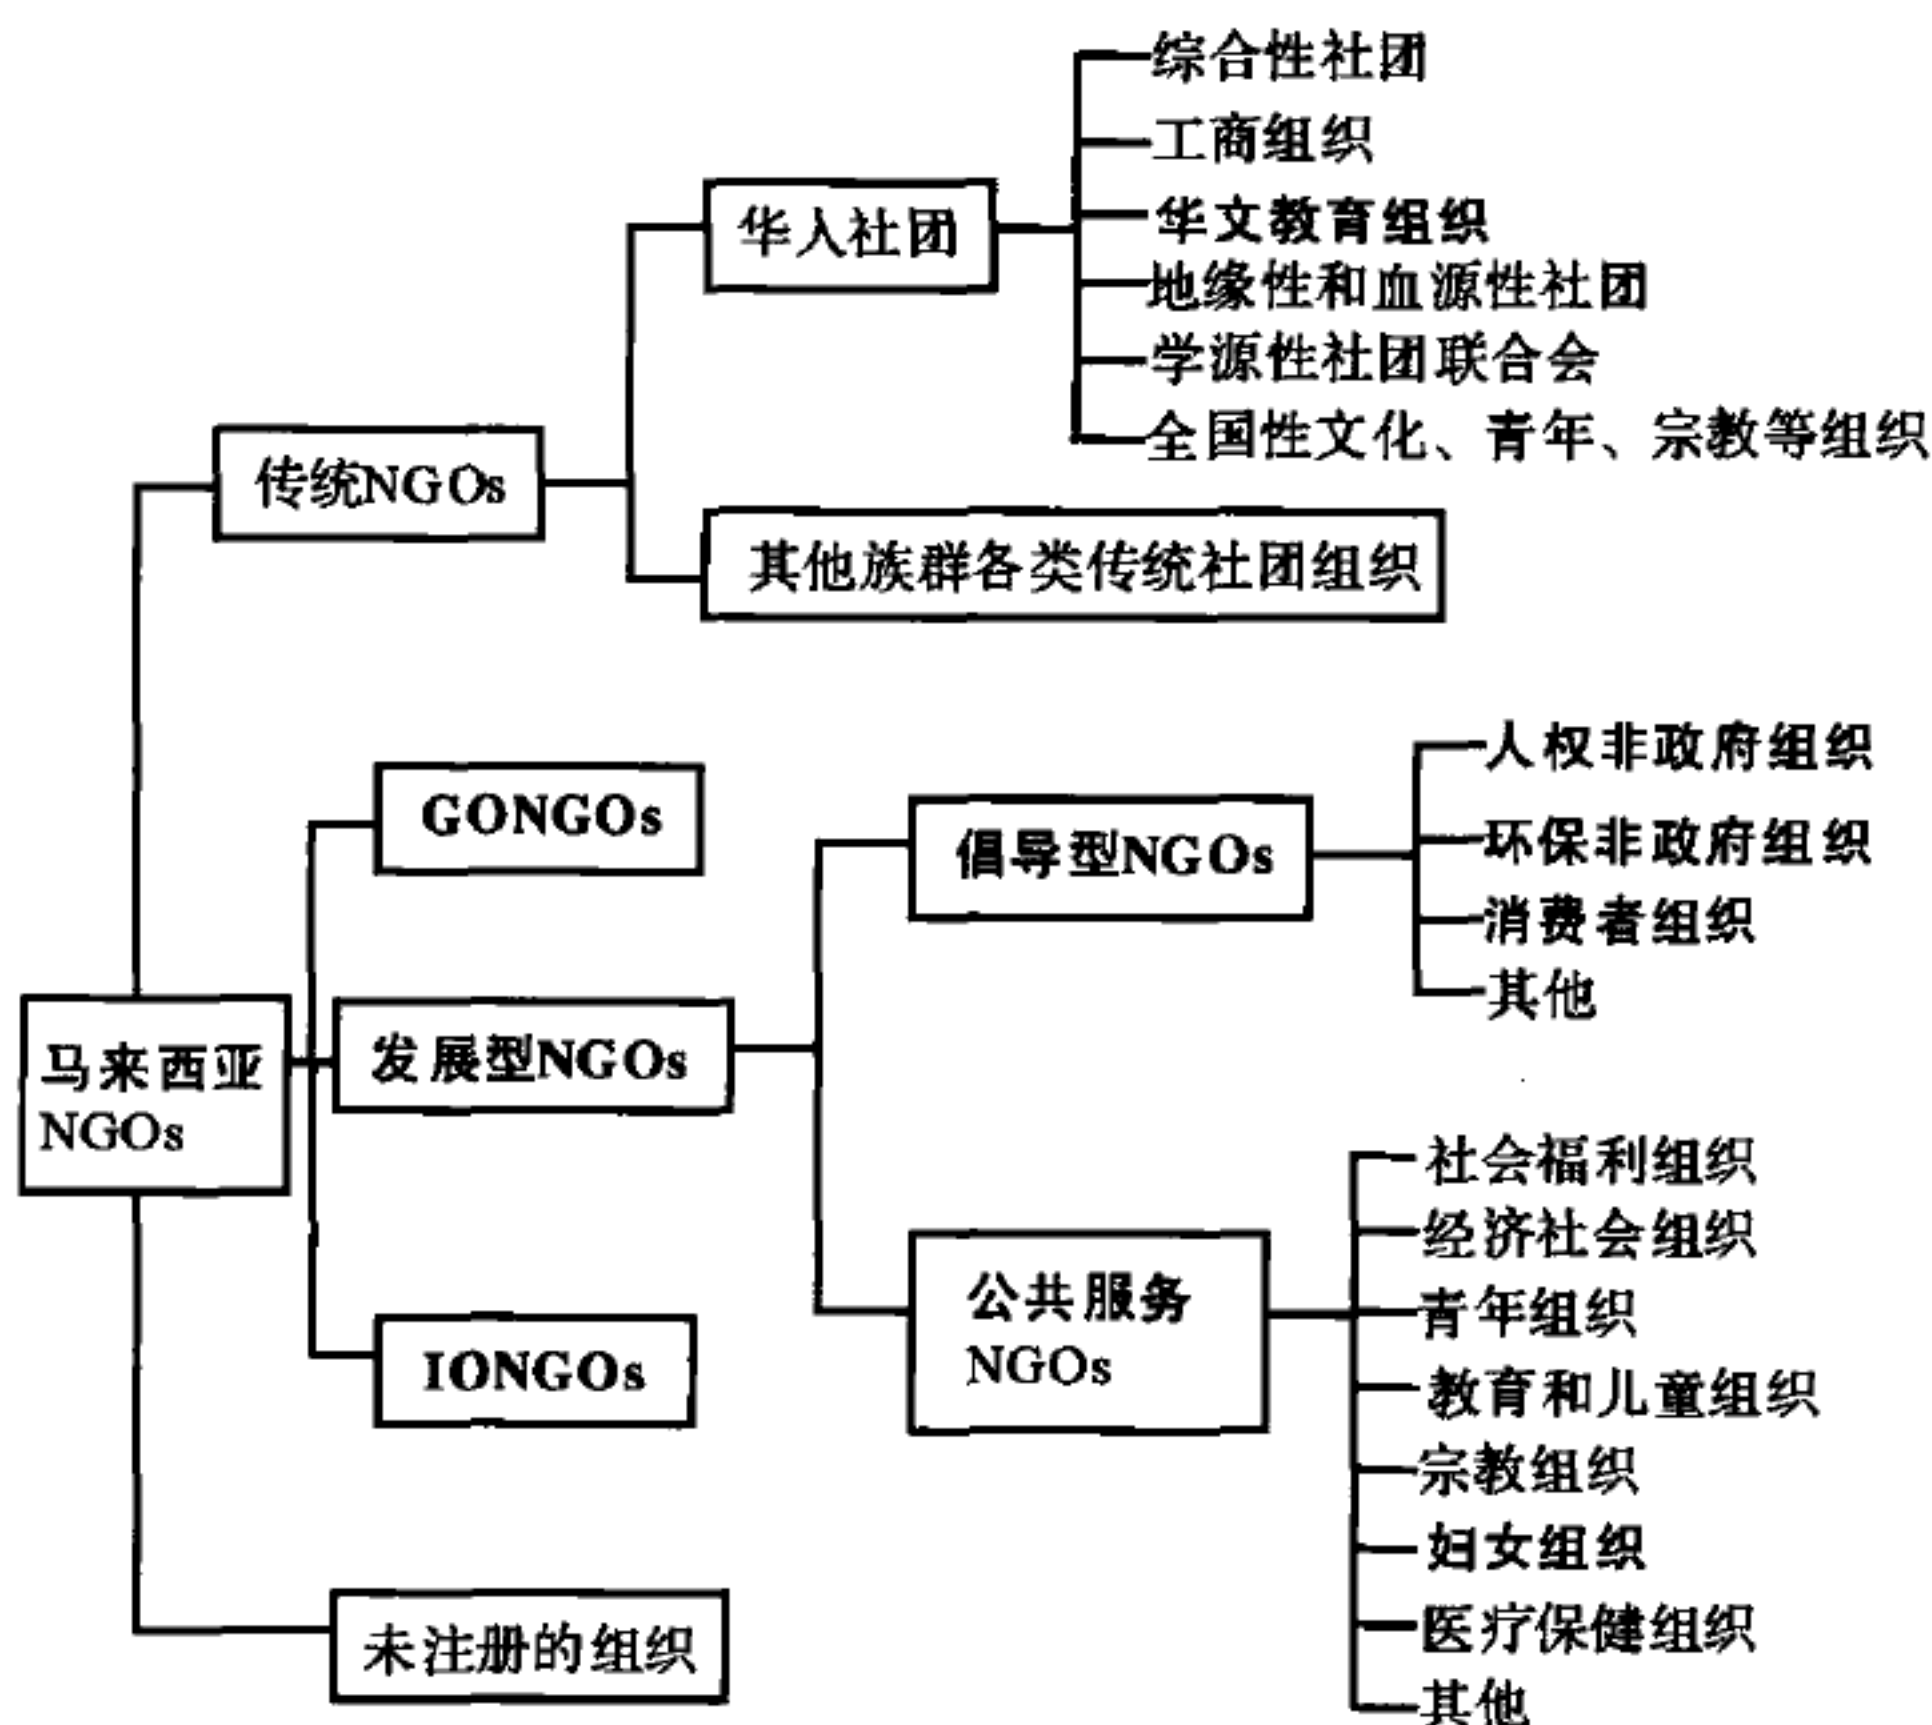 综合性社团
工商组织
华文教育组织
地缘性和血源性社团
学源性社团联合会
全国性文化、青年、宗教等组织
华人社团
传统NGOs
其他族群各类传统社团组织
人权非政府组织
环保非政府组织
消费者组织
其他
GONGOs
倡导型NGOs
马来西亚
NGOs
发展型NGOs
IONGOs
公共服务
NGOs
社会福利组织
经济社会组织
青年组织
教育和儿童组织
宗教组织
妇女组织
医疗保健组织
其他
未注册的组织